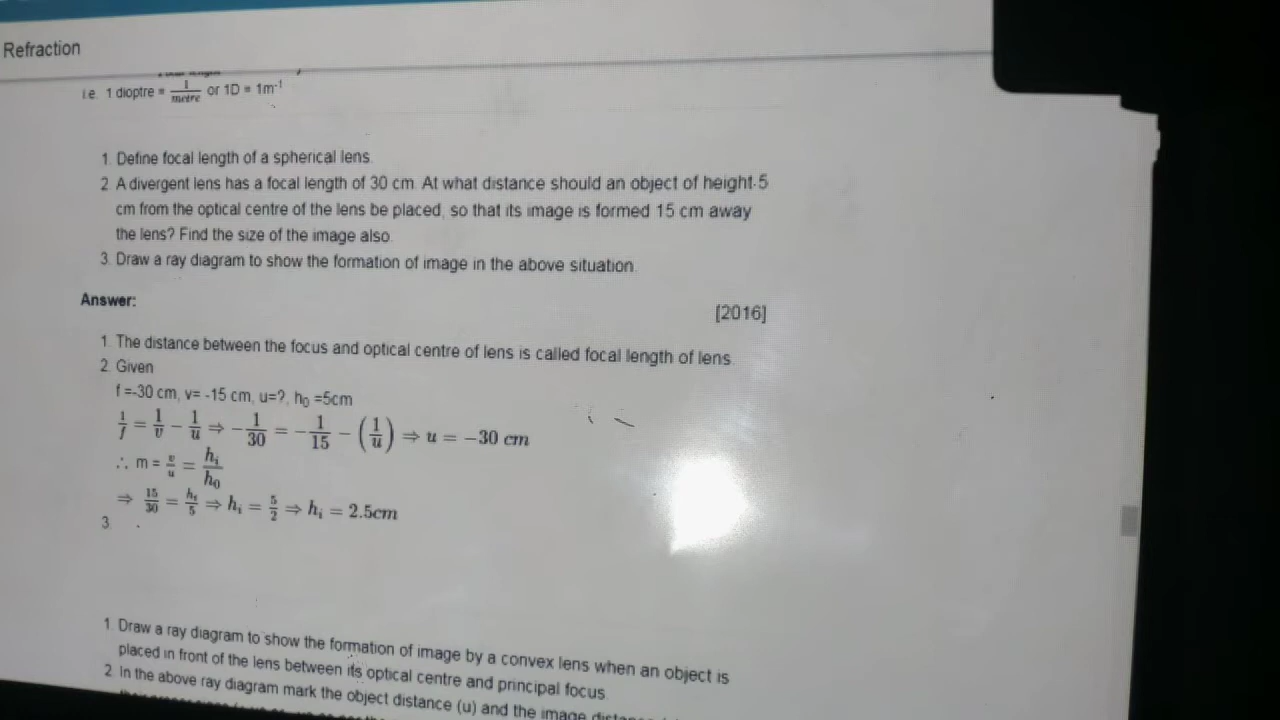 Refraction
i.e. 1 dioptre = 1/metre or 1D = 1m⁻¹
1. Define focal length of a spherical lens.
2. A divergent lens has a focal length of 30 cm. At what distance should an object of height 5
cm from the optical centre of the lens be placed, so that its image is formed 15 cm away
the lens? Find the size of the image also.
3. Draw a ray diagram to show the formation of image in the above situation.
Answer:
[2016]
1. The distance between the focus and optical centre of lens is called focal length of lens.
2. Given
f =-30 cm, v= -15 cm, u=?, h₀ =5cm
1/f = 1/v − 1/u ⇒ −1/30 = −1/15 − (1/u) ⇒ u = −30 cm
∴ m = v/u = hᵢ/h₀
⇒ 15/30 = hᵢ/5 ⇒ hᵢ = 5/2 ⇒ hᵢ = 2.5cm
3.
1. Draw a ray diagram to show the formation of image by a convex lens when an object is
placed in front of the lens between its optical centre and principal focus.
2. In the above ray diagram mark the object distance (u) and the image